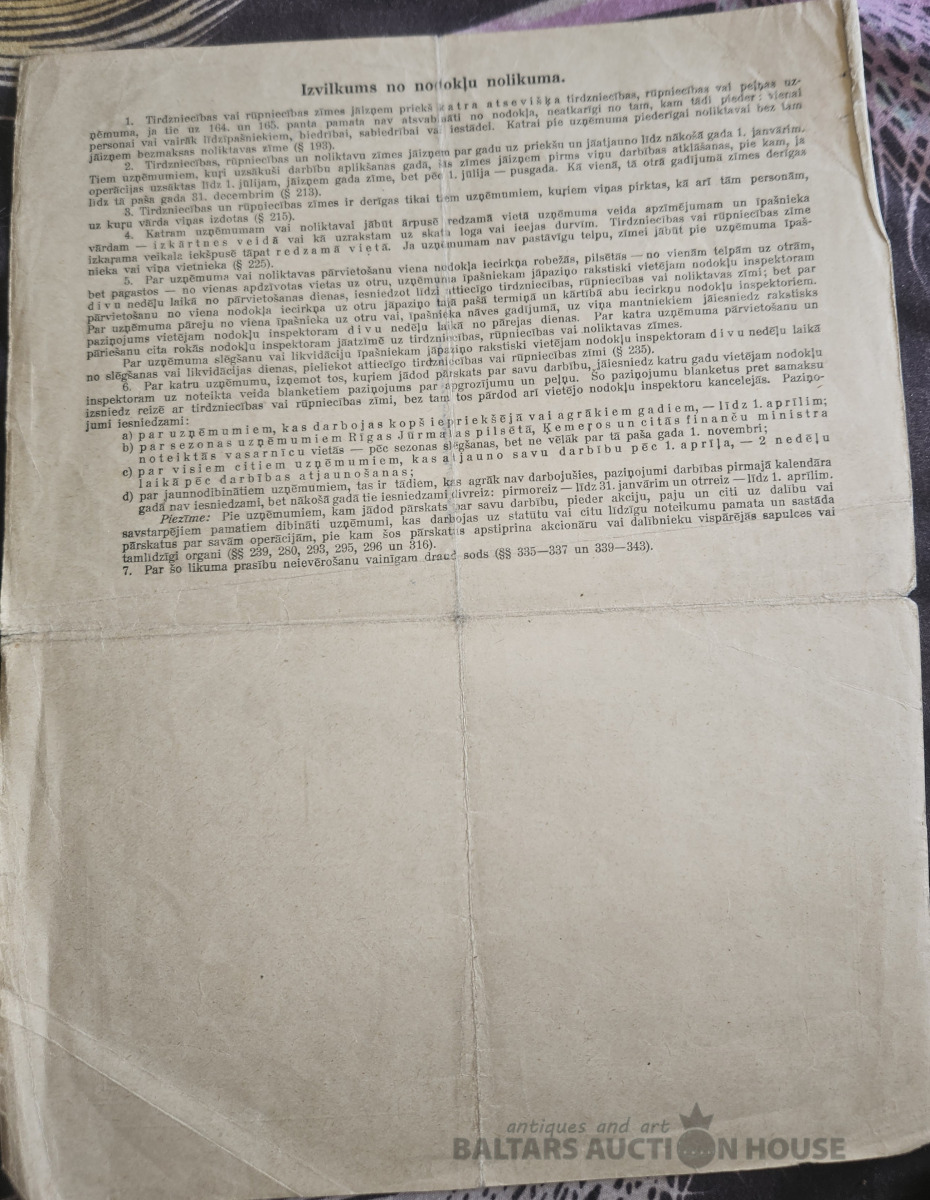 Izvilkums no nodokļu nolikuma.
1. Tirdzniecības vai rūpniecības zīmes jāizņem priekš katra atsevišķa tirdzniecības, rūpniecības vai peļņas uz-
ņēmuma, ja tie uz 164. un 165. panta pamata nav atsvabināti no nodokļa, neatkarīgi no tam, kam tādi pieder: vienai
personai vai vairāk līdzīpašniekiem, biedrībai, sabiedrībai vai iestādei. Katrai pie uzņēmuma piederīgai noliktavai bez tam
jāizņem bezmaksas noliktavas zīme (§ 193).
2. Tirdzniecības, rūpniecības un noliktavu zīmes jāizņem par gadu uz priekšu un jāatjauno līdz nākošā gada 1. janvārim.
Tiem uzņēmumiem, kuŗi uzsākuši darbību aplikšanas gadā, šīs zīmes jāizņem pirms viņu darbības atklāšanas, pie kam, ja
operācijas uzsāktas līdz 1. jūlijam, jāizņem gada zīme, bet pēc 1. jūlija — pusgada. Kā vienā, tā otrā gadījumā zīmes derīgas
līdz tā paša gada 31. decembrim (§ 213).
3. Tirdzniecības un rūpniecības zīmes ir derīgas tikai tiem uzņēmumiem, kuriem viņas pirktas, kā arī tām personām,
uz kuŗu vārda viņas izdotas (§ 215).
4. Katram uzņēmumam vai noliktavai jābūt ārpusē redzamā vietā uzņēmuma veida apzīmējumam un īpašnieka
vārdam — izkārtnes veidā vai kā uzrakstam uz skata loga vai ieejas durvīm. Tirdzniecības vai rūpniecības zīme
izkaŗama veikala iekšpusē tāpat redzamā vietā. Ja uzņēmumam nav pastāvīgu telpu, zīmei jābūt pie uzņēmuma īpaš-
nieka vai viņa vietnieka (§ 225).
5. Par uzņēmuma vai noliktavas pārvietošanu viena nodokļa iecirkņa robežās, pilsētās — no vienām telpām uz otrām,
bet pagastos — no vienas apdzīvotas vietas uz otru, uzņēmuma īpašniekam jāpaziņo rakstiski vietējam nodokļu inspektoram
divu nedēļu laikā no pārvietošanas dienas, iesniedzot līdzi attiecīgo tirdzniecības, rūpniecības vai noliktavas zīmi; bet par
pārvietošanu no viena nodokļa iecirkņa uz otru jāpaziņo tajā pašā termiņā un kārtībā abu iecirkņu nodokļu inspektoriem.
Par uzņēmuma pāreju no viena īpašnieka uz otru vai, īpašnieka nāves gadījumā, uz viņa mantniekiem jāiesniedz rakstisks
paziņojums vietējam nodokļu inspektoram divu nedēļu laikā no pārejas dienas. Par katra uzņēmuma pārvietošanu un
pāriešanu cita rokās nodokļu inspektoram jāatzīmē uz tirdzniecības, rūpniecības vai noliktavas zīmes.
Par uzņēmuma slēgšanu vai likvidāciju īpašniekam jāpaziņo rakstiski vietējam nodokļu inspektoram divu nedēļu laikā
no slēgšanas vai likvidācijas dienas, pieliekot attiecīgo tirdzniecības vai rūpniecības zīmi (§ 235).
6. Par katru uzņēmumu, izņemot tos, kuŗiem jādod pārskats par savu darbību, jāiesniedz katru gadu vietējam nodokļu
inspektoram uz noteikta veida blanketiem paziņojums par apgrozījumu un peļņu. Šo paziņojumu blanketus pret samaksu
izsniedz reizē ar tirdzniecības vai rūpniecības zīmi, bez tam tos pārdod arī vietējo nodokļu inspektoru kancelejās. Paziņo-
jumi iesniedzami:
a) par uzņēmumiem, kas darbojas kopš iepriekšējā vai agrākiem gadiem, — līdz 1. aprīlim;
b) par sezonas uzņēmumiem Rīgas Jūrmalas pilsētā, Ķemeros un citās finanču ministra
noteiktās vasarnīcu vietās — pēc sezonas slēgšanas, bet ne vēlāk par tā paša gada 1. novembri;
c) par visiem citiem uzņēmumiem, kas atjauno savu darbību pēc 1. aprīļa, — 2 nedēļu
laikā pēc darbības atjaunošanas;
d) par jaunnodibinātiem uzņēmumiem, tas ir tādiem, kas agrāk nav darbojušies, paziņojumi darbības pirmajā kalendāra
gadā nav iesniedzami, bet nākošā gadā tie iesniedzami divreiz: pirmoreiz — līdz 31. janvārim un otrreiz — līdz 1. aprīlim.
Piezīme: Pie uzņēmumiem, kam jādod pārskats par savu darbību, pieder akciju, paju un citi uz dalību vai
savstarpējiem pamatiem dibināti uzņēmumi, kas darbojas uz statūtu vai citu līdzīgu noteikumu pamata un sastāda
pārskatus par savām operācijām, pie kam šos pārskatus apstiprina akcionāru vai dalībnieku vispārējās sapulces vai
tamlīdzīgi organi (§§ 239, 280, 293, 295, 296 un 316).
7. Par šo likuma prasību neievērošanu vainīgam draud sods (§§ 335—337 un 339—343).
antiques and art
BALTARS AUCTION HOUSE